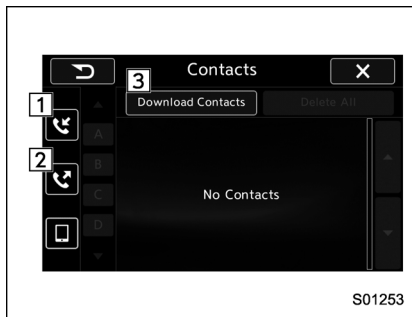 Contacts
X
3
Download Contacts
Delete All
1
A
2
B
C
No Contacts
D
S01253